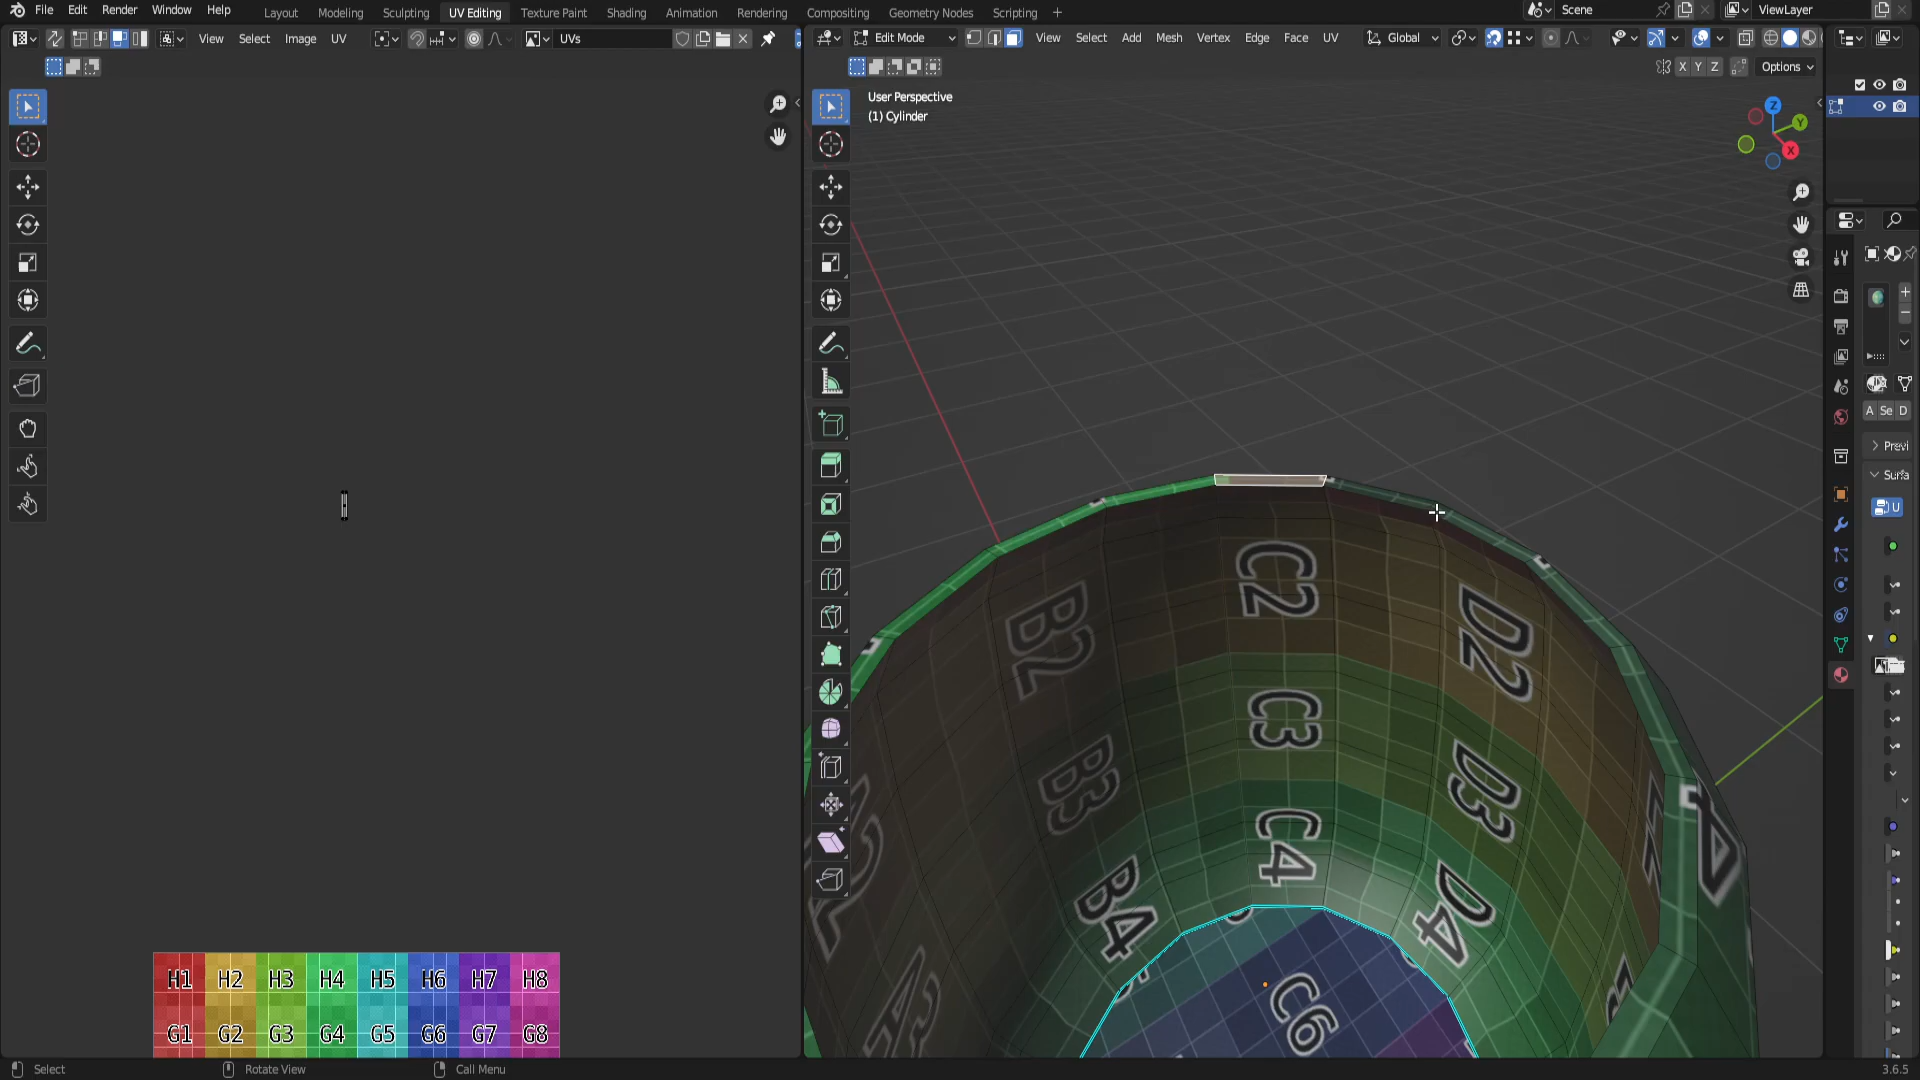 File Edit Render Window Help Layout Modeling Sculpting UV Editing Texture Paint Shading Animation Rendering Compositing Geometry Nodes Scripting + Scene ViewLayer
View Select Image UV UVs Edit Mode View Select Add Mesh Vertex Edge Face UV Global
X Y Z Options
User Perspective
(1) Cylinder
Z
Y
X
A Se D
Previ
Surfa
U
C2
B2
D2
C3
B3
D3
C4
B4
D4
C6
H1 H2 H3 H4 H5 H6 H7 H8
G1 G2 G3 G4 G5 G6 G7 G8
Select Rotate View Call Menu 3.6.5